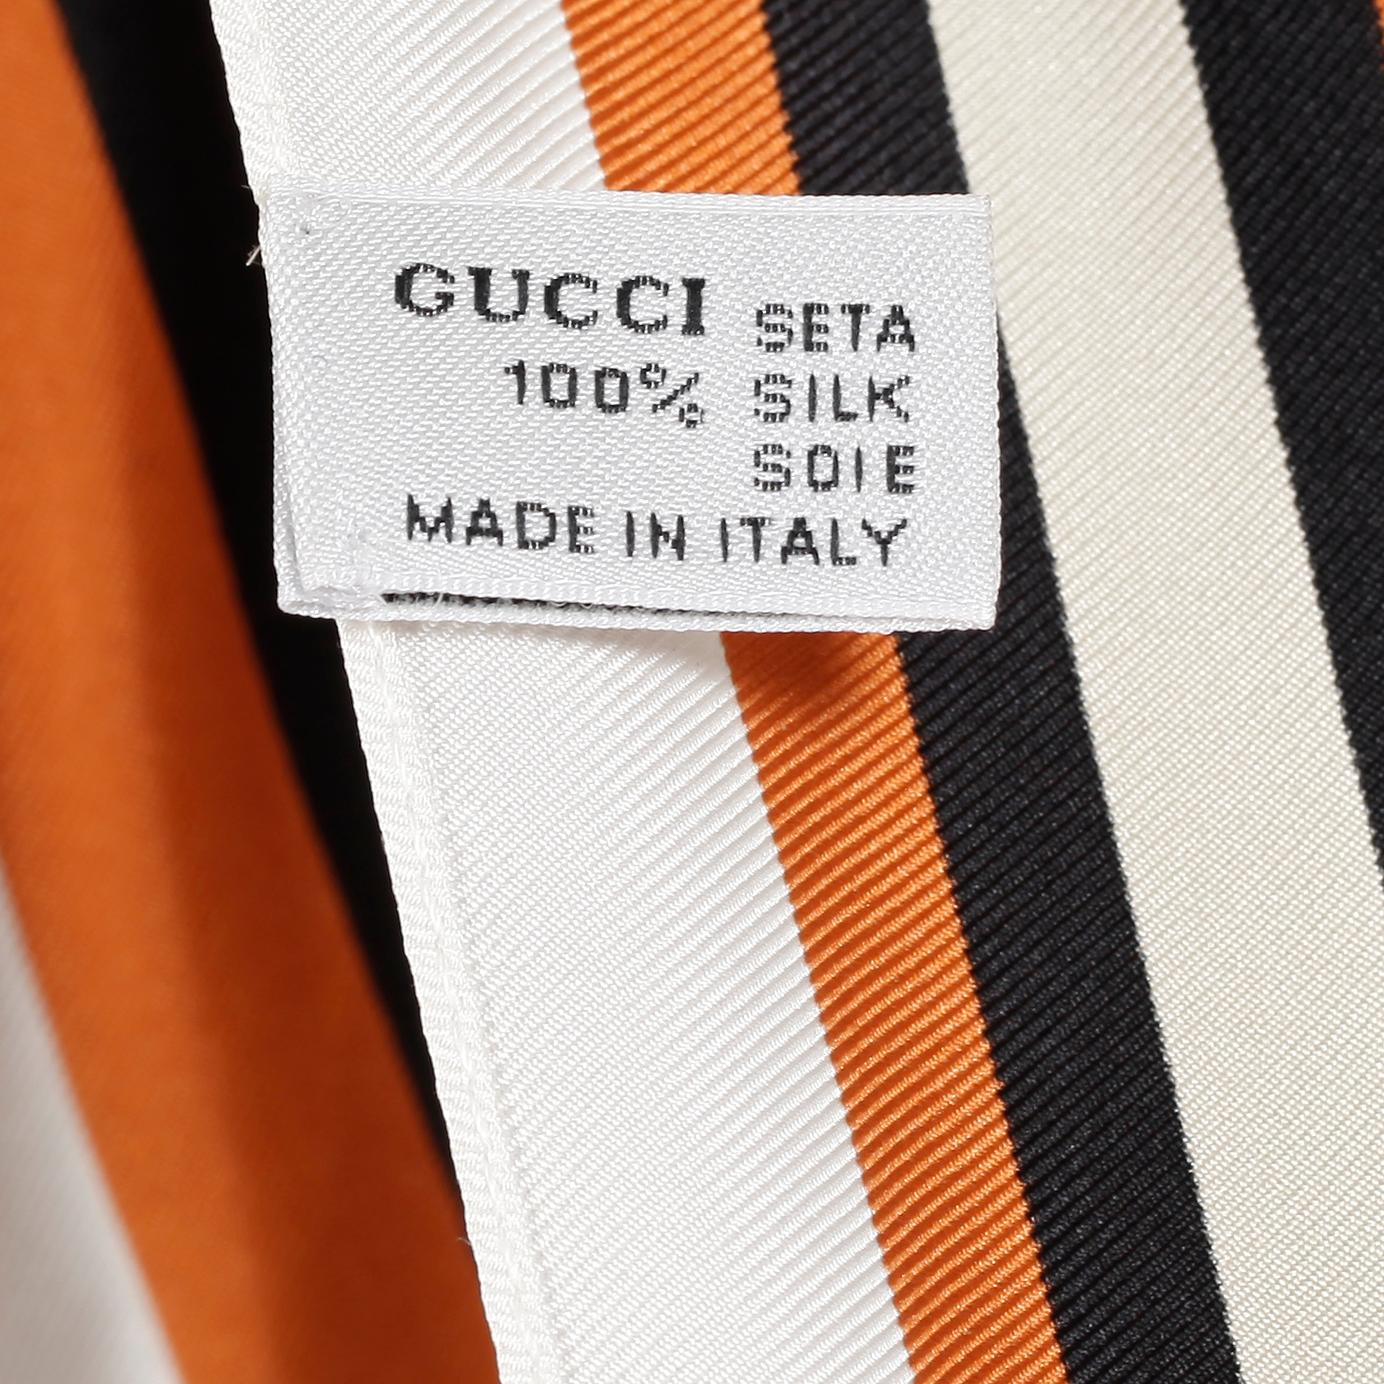 GUCCI SETA
100% SILK
SOIE
MADE IN ITALY